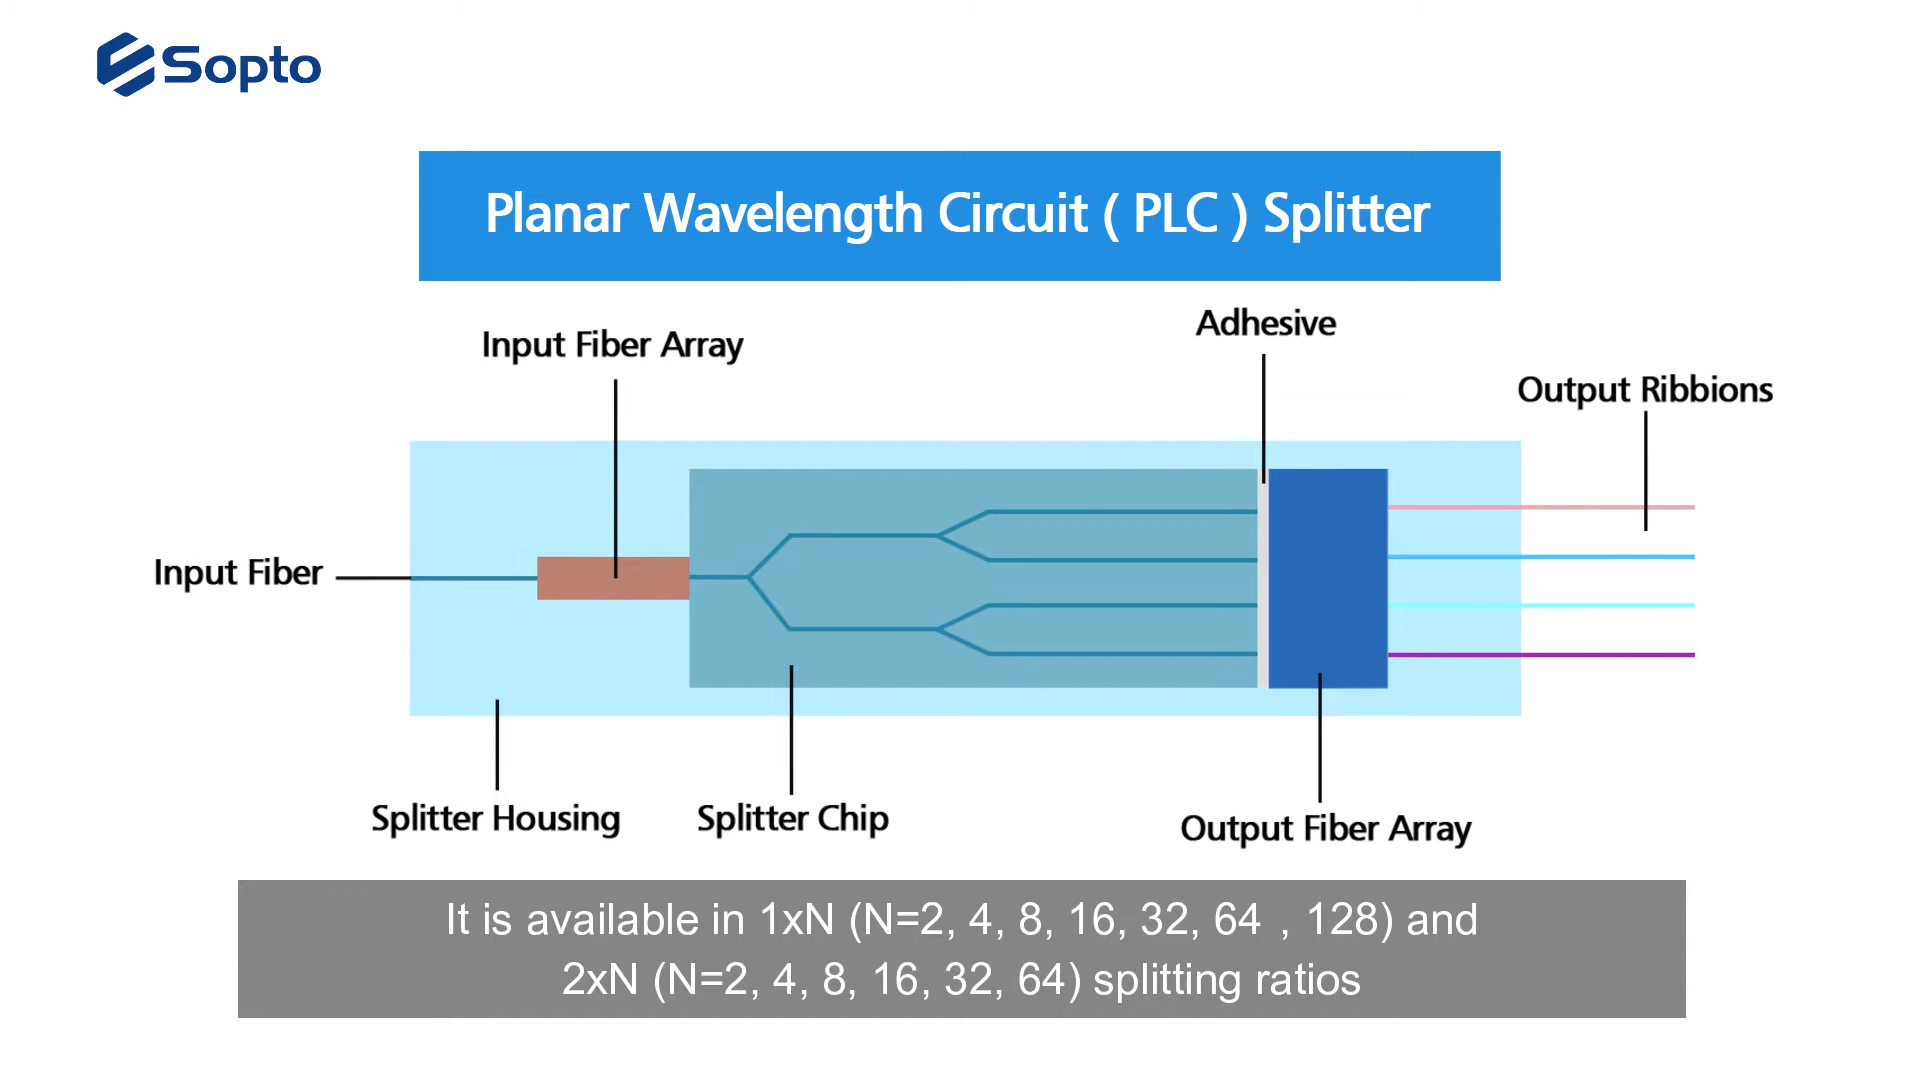 Sopto
Planar Wavelength Circuit ( PLC ) Splitter
Adhesive
Input Fiber Array
Output Ribbions
Input Fiber
Splitter Housing
Splitter Chip
Output Fiber Array
It is available in 1xN (N=2, 4, 8, 16, 32, 64 , 128) and
2xN (N=2, 4, 8, 16, 32, 64) splitting ratios